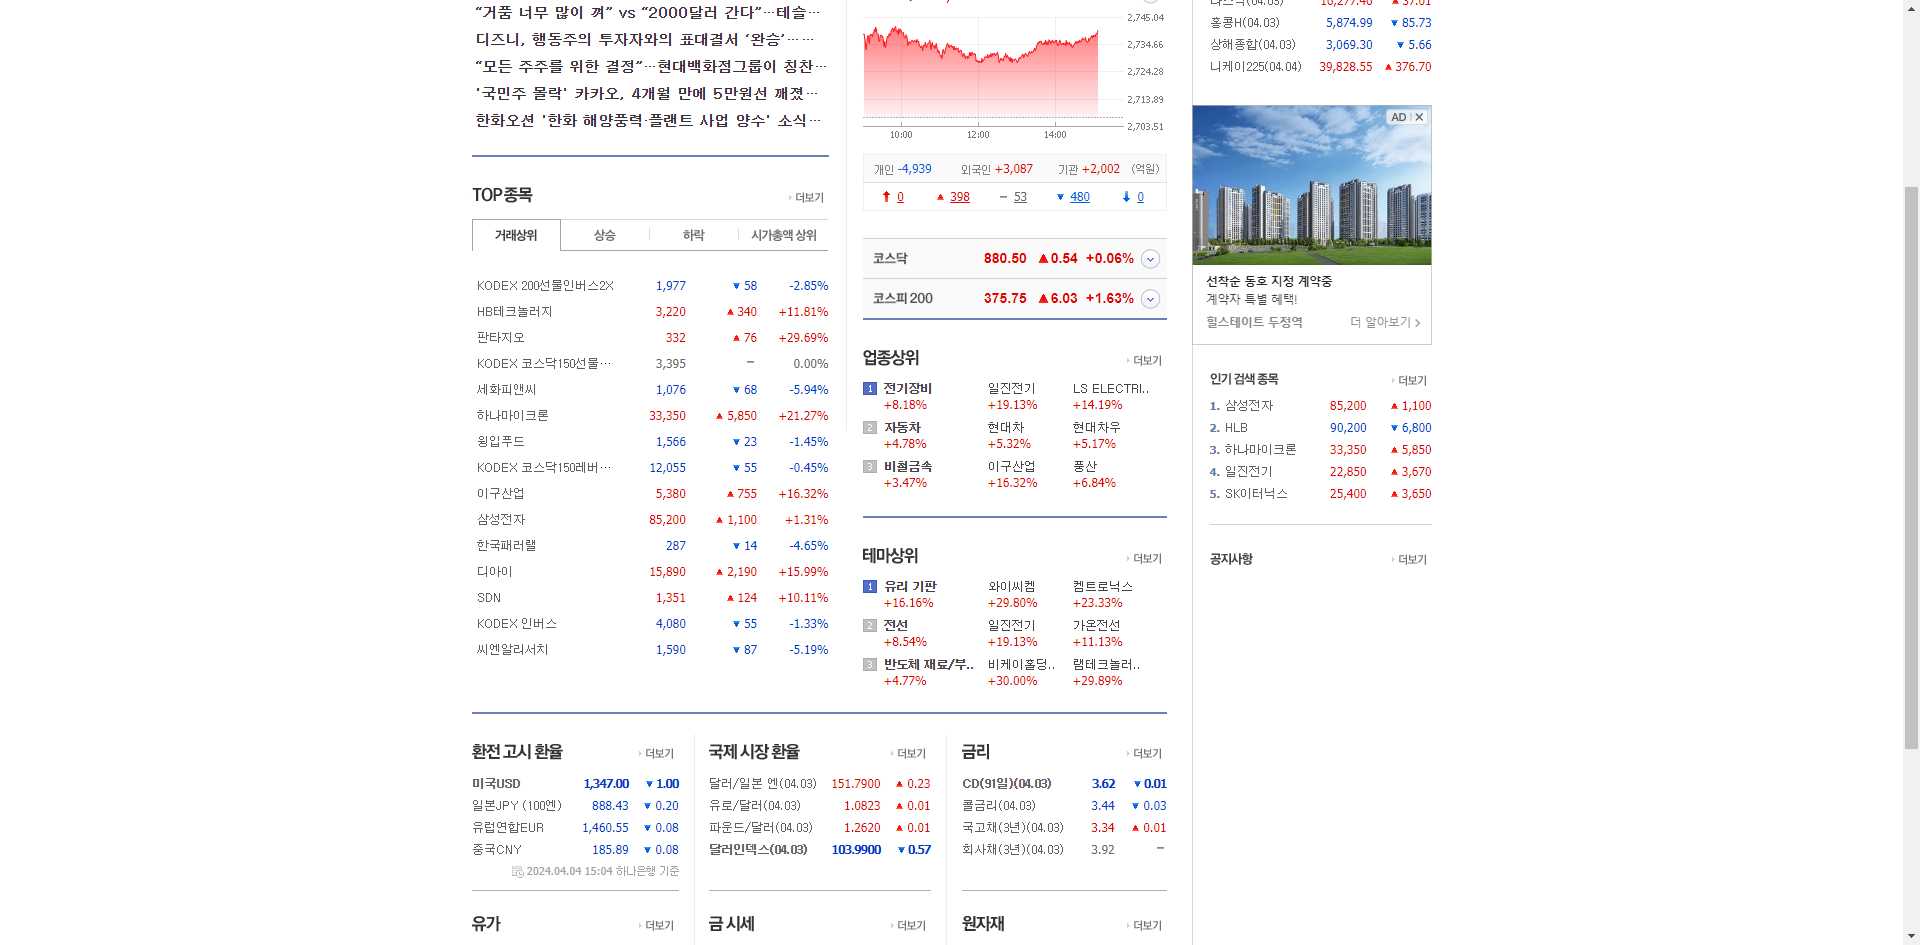 “거품 너무 많이 껴” vs “2000달러 간다”…테슬…
디즈니, 행동주의 투자자와의 표대결서 ‘완승’……
“모든 주주를 위한 결정”…현대백화점그룹이 칭찬…
'국민주 몰락' 카카오, 4개월 만에 5만원선 깨졌…
한화오션 '한화 해양풍력·플랜트 사업 양수' 소식…
TOP 종목
더보기
거래상위 상승 하락 시가총액 상위
KODEX 200선물인버스2X 1,977 ▼ 58 -2.85%
HB테크놀러지 3,220 ▲ 340 +11.81%
판타지오 332 ▲ 76 +29.69%
KODEX 코스닥150선물… 3,395 − 0.00%
세화피앤씨 1,076 ▼ 68 -5.94%
하나마이크론 33,350 ▲ 5,850 +21.27%
윙입푸드 1,566 ▼ 23 -1.45%
KODEX 코스닥150레버… 12,055 ▼ 55 -0.45%
이구산업 5,380 ▲ 755 +16.32%
삼성전자 85,200 ▲ 1,100 +1.31%
한국패러랠 287 ▼ 14 -4.65%
디아이 15,890 ▲ 2,190 +15.99%
SDN 1,351 ▲ 124 +10.11%
KODEX 인버스 4,080 ▼ 55 -1.33%
씨엔알리서치 1,590 ▼ 87 -5.19%
2,745.04
2,734.66
2,724.28
2,713.89
2,703.51
10:00 12:00 14:00
개인 -4,939 외국인 +3,087 기관 +2,002 (억원)
↑ 0 ▲ 398 − 53 ▼ 480 ↓ 0
코스닥 880.50 ▲ 0.54 +0.06%
코스피 200 375.75 ▲ 6.03 +1.63%
업종상위
더보기
1 전기장비 일진전기 LS ELECTRI..
+8.18% +19.13% +14.19%
2 자동차 현대차 현대차우
+4.78% +5.32% +5.17%
3 비철금속 이구산업 풍산
+3.47% +16.32% +6.84%
테마상위
더보기
1 유리 기판 와이씨켐 켐트로닉스
+16.16% +29.80% +23.33%
2 전선 일진전기 가온전선
+8.54% +19.13% +11.13%
3 반도체 재료/부.. 비케이홀딩.. 램테크놀러..
+4.77% +30.00% +29.89%
홍콩H(04.03) 5,874.99 ▼ 85.73
상해종합(04.03) 3,069.30 ▼ 5.66
니케이225(04.04) 39,828.55 ▲ 376.70
AD X
선착순 동호 지정 계약중
계약자 특별 혜택!
힐스테이트 두정역 더 알아보기 >
인기 검색 종목
더보기
1. 삼성전자 85,200 ▲ 1,100
2. HLB 90,200 ▼ 6,800
3. 하나마이크론 33,350 ▲ 5,850
4. 일진전기 22,850 ▲ 3,670
5. SK이터닉스 25,400 ▲ 3,650
공지사항
더보기
환전 고시 환율
더보기
미국USD 1,347.00 ▼ 1.00
일본JPY (100엔) 888.43 ▼ 0.20
유럽연합EUR 1,460.55 ▼ 0.08
중국CNY 185.89 ▼ 0.08
2024.04.04 15:04 하나은행 기준
국제 시장 환율
더보기
달러/일본 엔(04.03) 151.7900 ▲ 0.23
유로/달러(04.03) 1.0823 ▲ 0.01
파운드/달러(04.03) 1.2620 ▲ 0.01
달러인덱스(04.03) 103.9900 ▼ 0.57
금리
더보기
CD(91일)(04.03) 3.62 ▼ 0.01
콜금리(04.03) 3.44 ▼ 0.03
국고채(3년)(04.03) 3.34 ▲ 0.01
회사채(3년)(04.03) 3.92 −
유가
더보기
금 시세
더보기
원자재
더보기